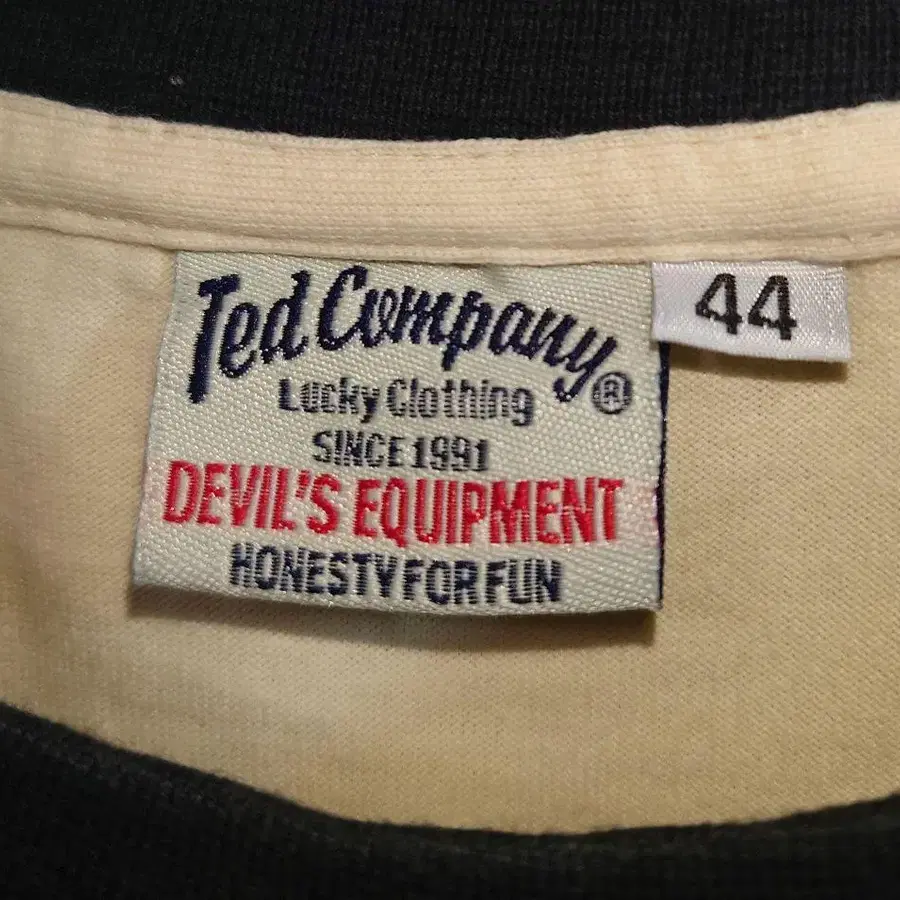 Ted Company®
44
Lucky Clothing
SINCE 1991
DEVIL'S EQUIPMENT
HONESTY FOR FUN